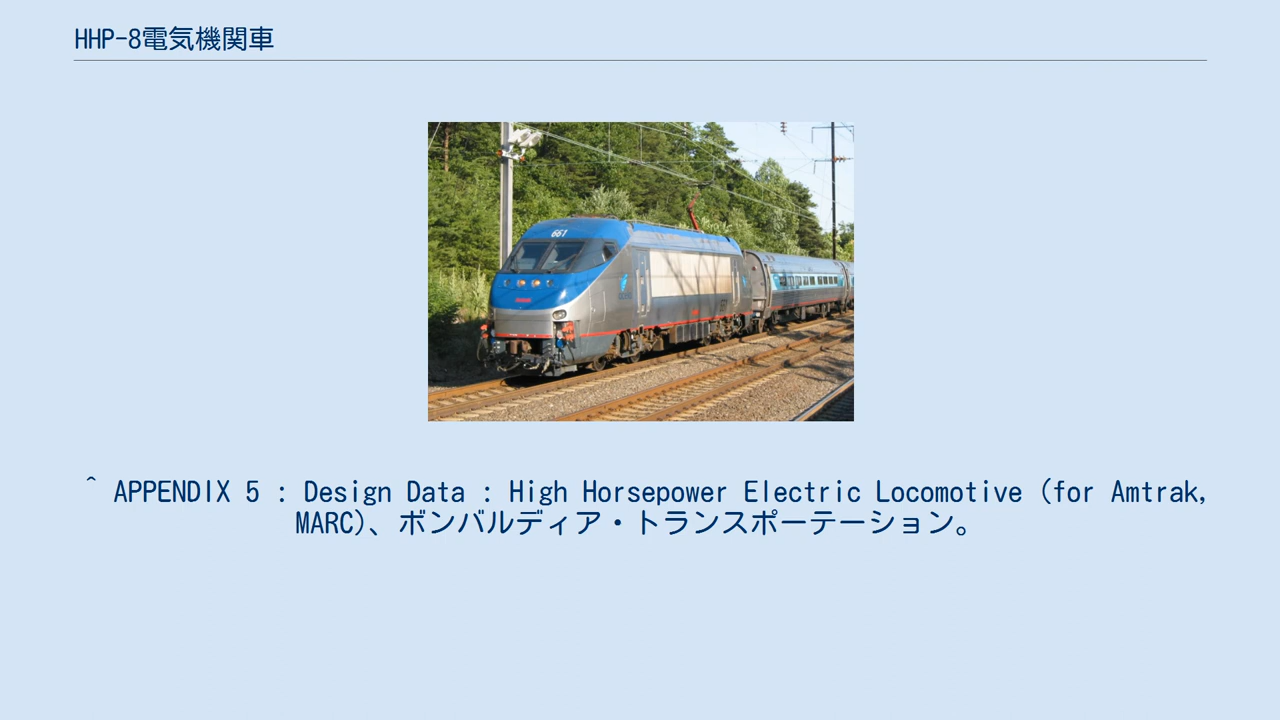 HHP-8電気機関車
661
^ APPENDIX 5 : Design Data : High Horsepower Electric Locomotive (for Amtrak,
MARC)、ボンバルディア・トランスポーテーション。